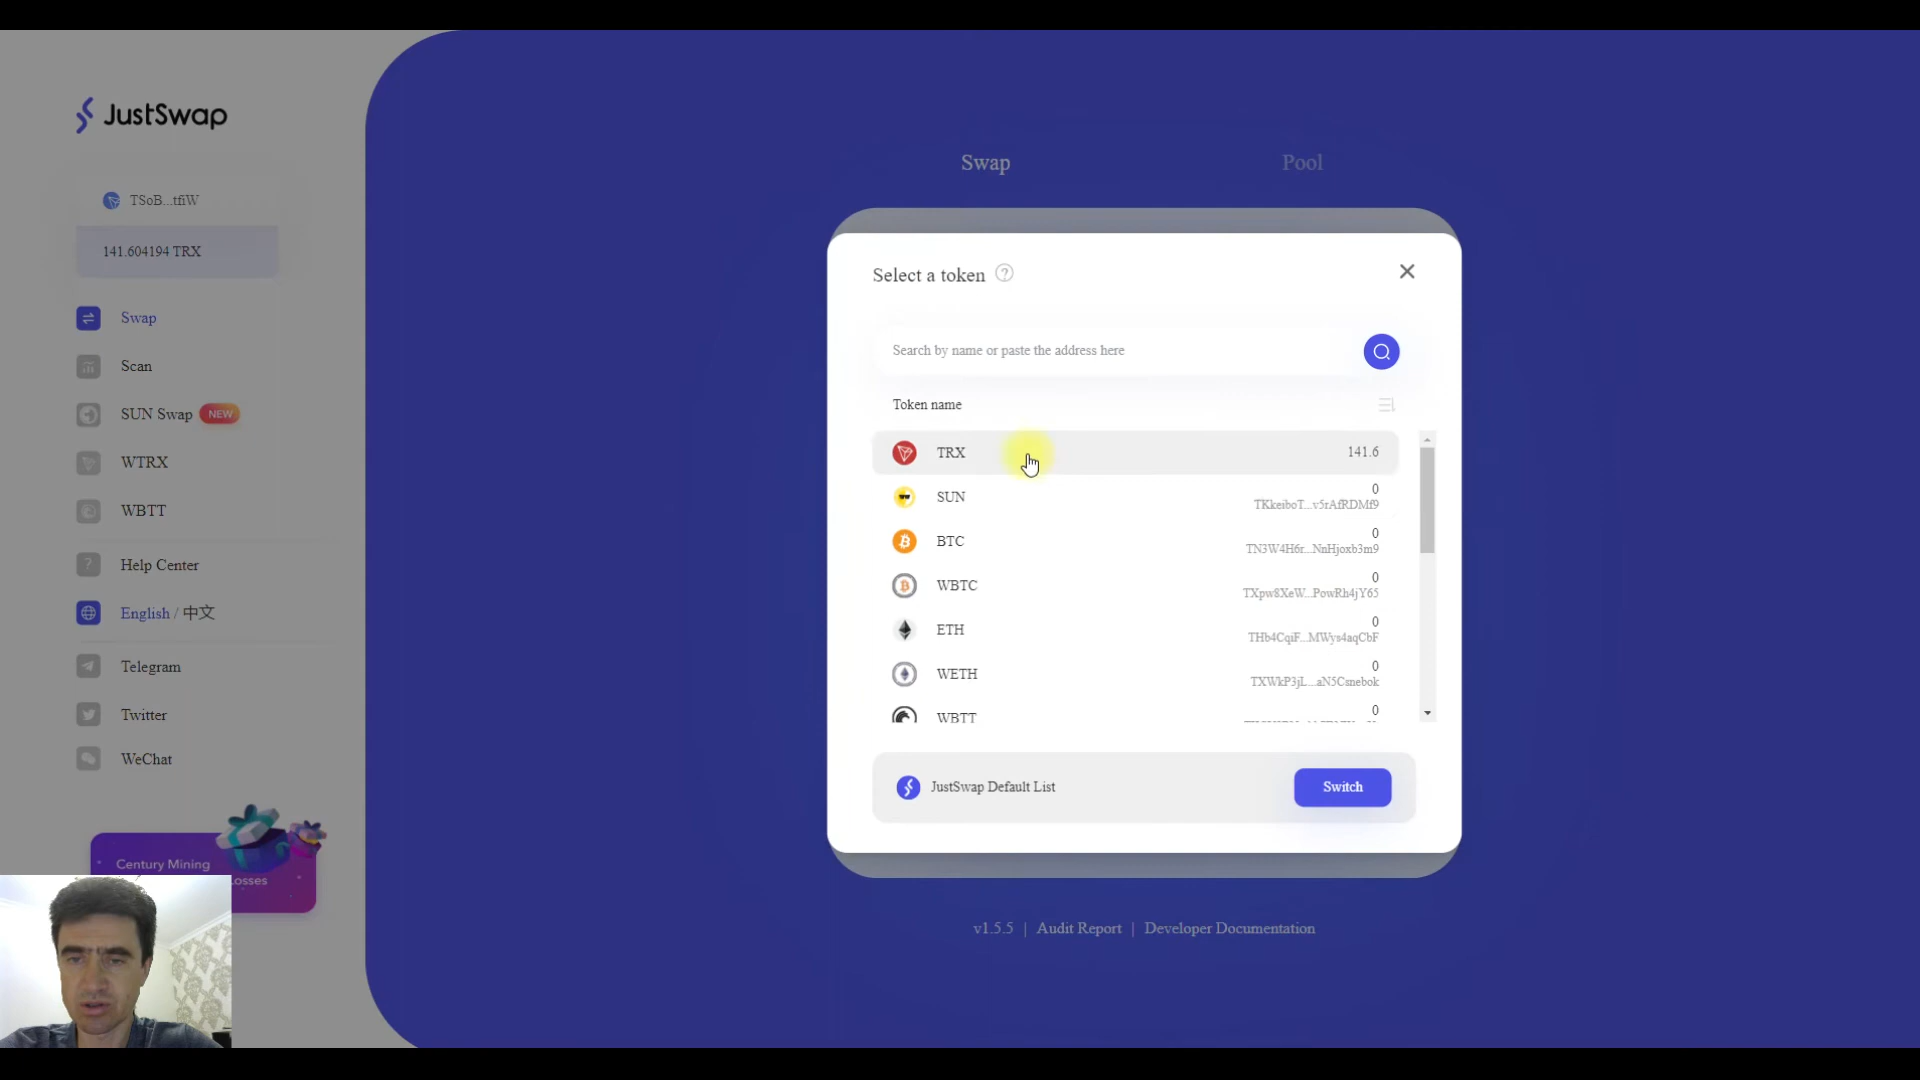 JustSwap
TSoB...tfiW
141.604194 TRX
Swap
Scan
SUN Swap NEW
WTRX
WBTT
Help Center
English / 中文
Telegram
Twitter
WeChat
Century Mining
Swap Pool
Select a token ?
Search by name or paste the address here
Token name
TRX 141.6
SUN 0
TKkeiboT...v5rAfRDMf9
BTC 0
TN3W4H6r...NnHjoxb3m9
WBTC 0
TXpw8XeW...PowRh4jY65
ETH 0
THb4CqiF...MWys4aqCbF
WETH 0
TXWkP3jL...aN5Csnebok
WBTT 0
JustSwap Default List Switch
v1.5.5 | Audit Report | Developer Documentation